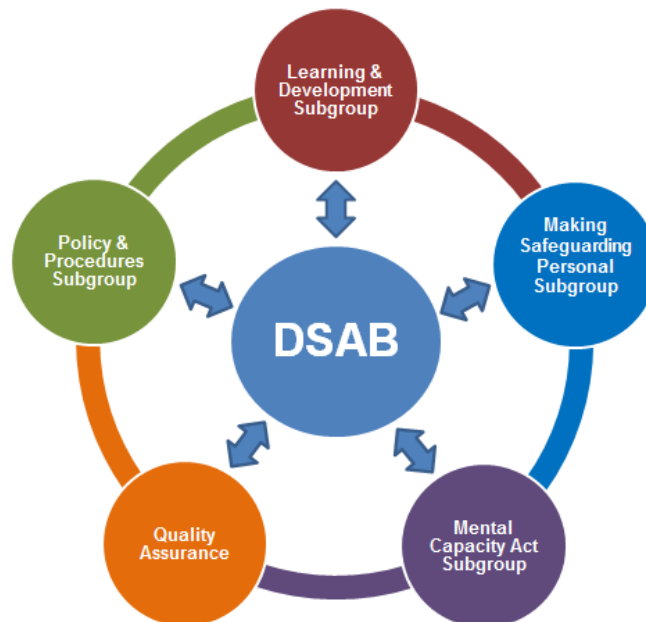 Learning &
Development
Subgroup
Making
Safeguarding
Personal
Subgroup
Policy &
Procedures
Subgroup
DSAB
Quality
Assurance
Mental
Capacity Act
Subgroup